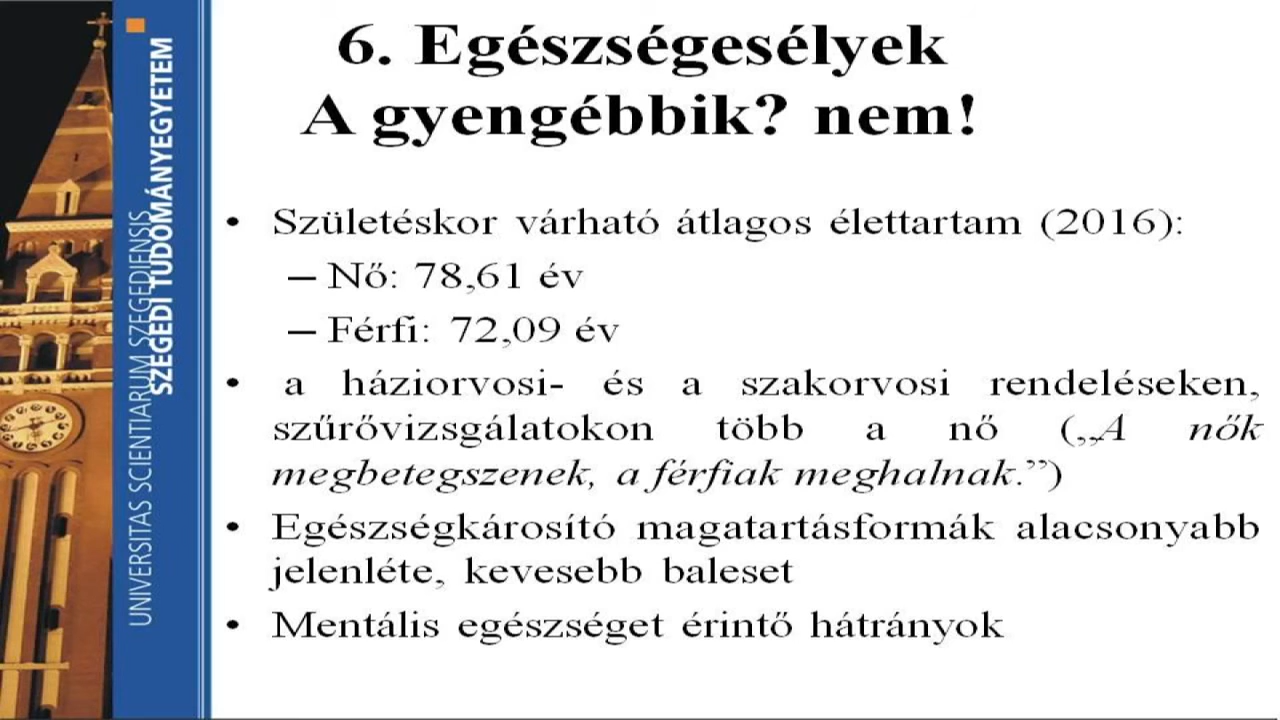 6. Egészségesélyek
A gyengébbik? nem!
• Születéskor várható átlagos élettartam (2016):
– Nő: 78,61 év
– Férfi: 72,09 év
• a háziorvosi- és a szakorvosi rendeléseken,
szűrővizsgálatokon több a nő („A nők
megbetegszenek, a férfiak meghalnak.”)
• Egészségkárosító magatartásformák alacsonyabb
jelenléte, kevesebb baleset
• Mentális egészséget érintő hátrányok
UNIVERSITAS SCIENTIARUM SZEGEDIENSIS
SZEGEDI TUDOMÁNYEGYETEM